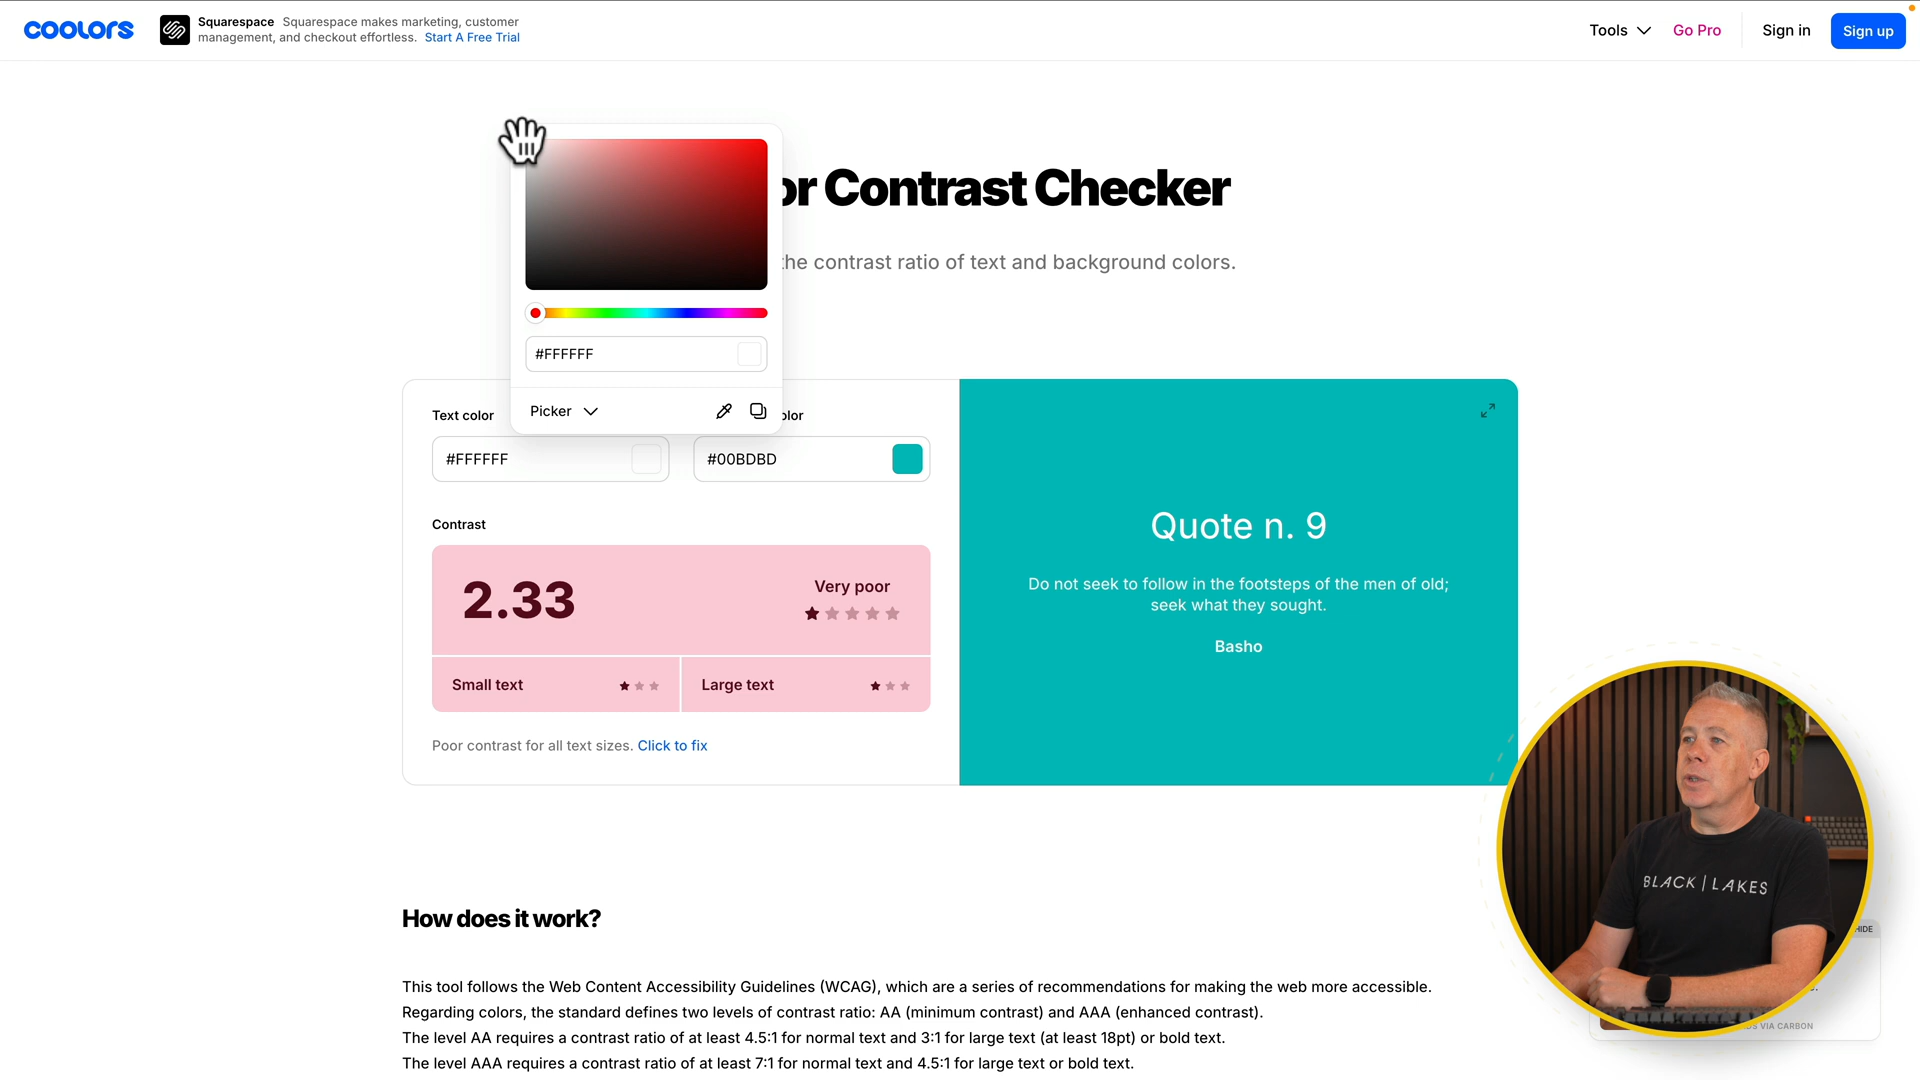 coolors
Squarespace Squarespace makes marketing, customer
management, and checkout effortless. Start A Free Trial
Tools
Go Pro
Sign in
Sign up
or Contrast Checker
the contrast ratio of text and background colors.
#FFFFFF
Picker
Text color
olor
#FFFFFF
#00BDBD
Contrast
2.33
Very poor
Small text
Large text
Poor contrast for all text sizes. Click to fix
Quote n. 9
Do not seek to follow in the footsteps of the men of old;
seek what they sought.
Basho
BLACK | LAKES
HIDE
How does it work?
This tool follows the Web Content Accessibility Guidelines (WCAG), which are a series of recommendations for making the web more accessible.
Regarding colors, the standard defines two levels of contrast ratio: AA (minimum contrast) and AAA (enhanced contrast).
The level AA requires a contrast ratio of at least 4.5:1 for normal text and 3:1 for large text (at least 18pt) or bold text.
The level AAA requires a contrast ratio of at least 7:1 for normal text and 4.5:1 for large text or bold text.
VIA CARBON